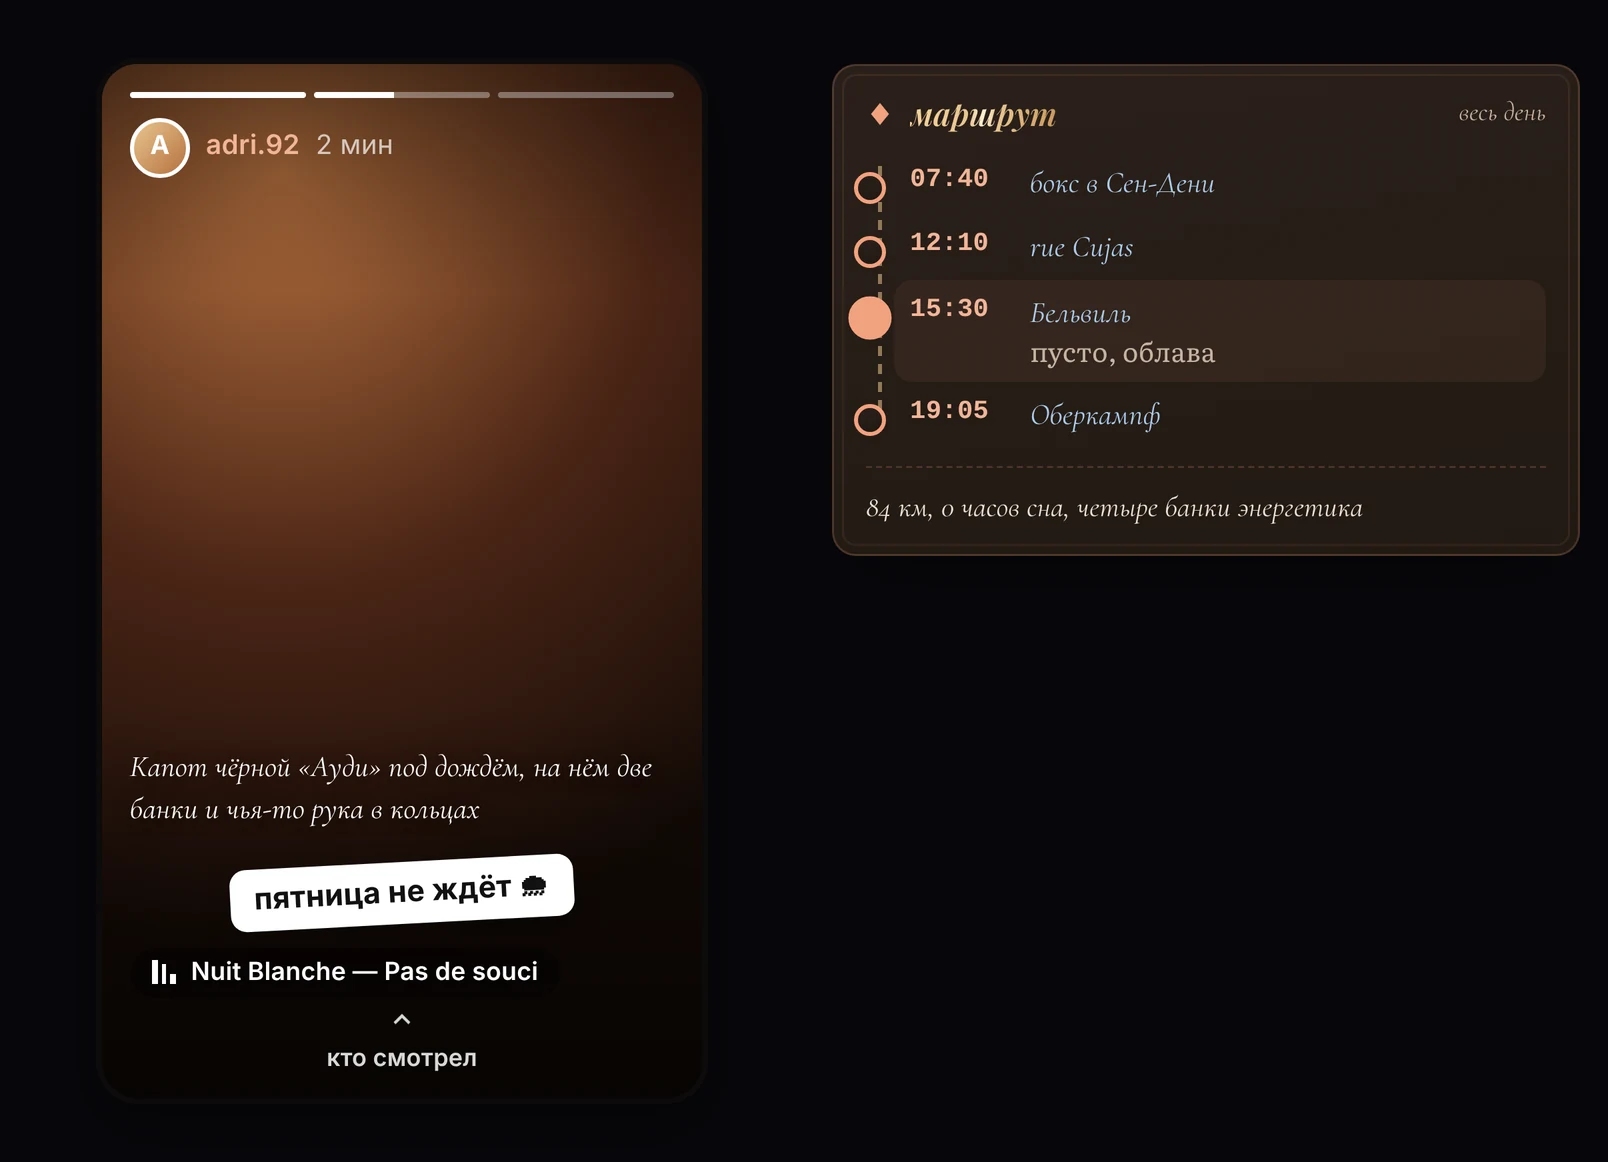 A
adri.92 2 мин
Капот чёрной «Ауди» под дождём, на нём две
банки и чья-то рука в кольцах
пятница не ждёт 🌧
Nuit Blanche — Pas de souci
кто смотрел
маршрут
весь день
07:40 бокс в Сен-Дени
12:10 rue Cujas
15:30 Бельвиль
пусто, облава
19:05 Оберкампф
84 км, 0 часов сна, четыре банки энергетика